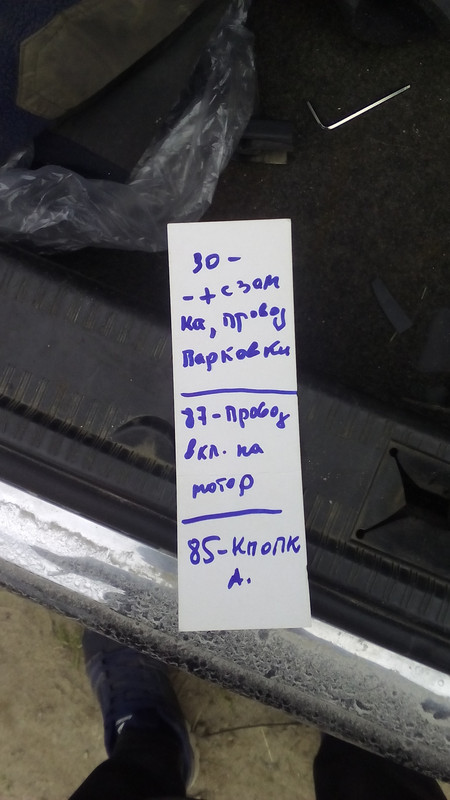 30 -
- + с зам
ка, провод
парковки
87 - провод
вкл. на
мотор
85 - Кнопк
А.